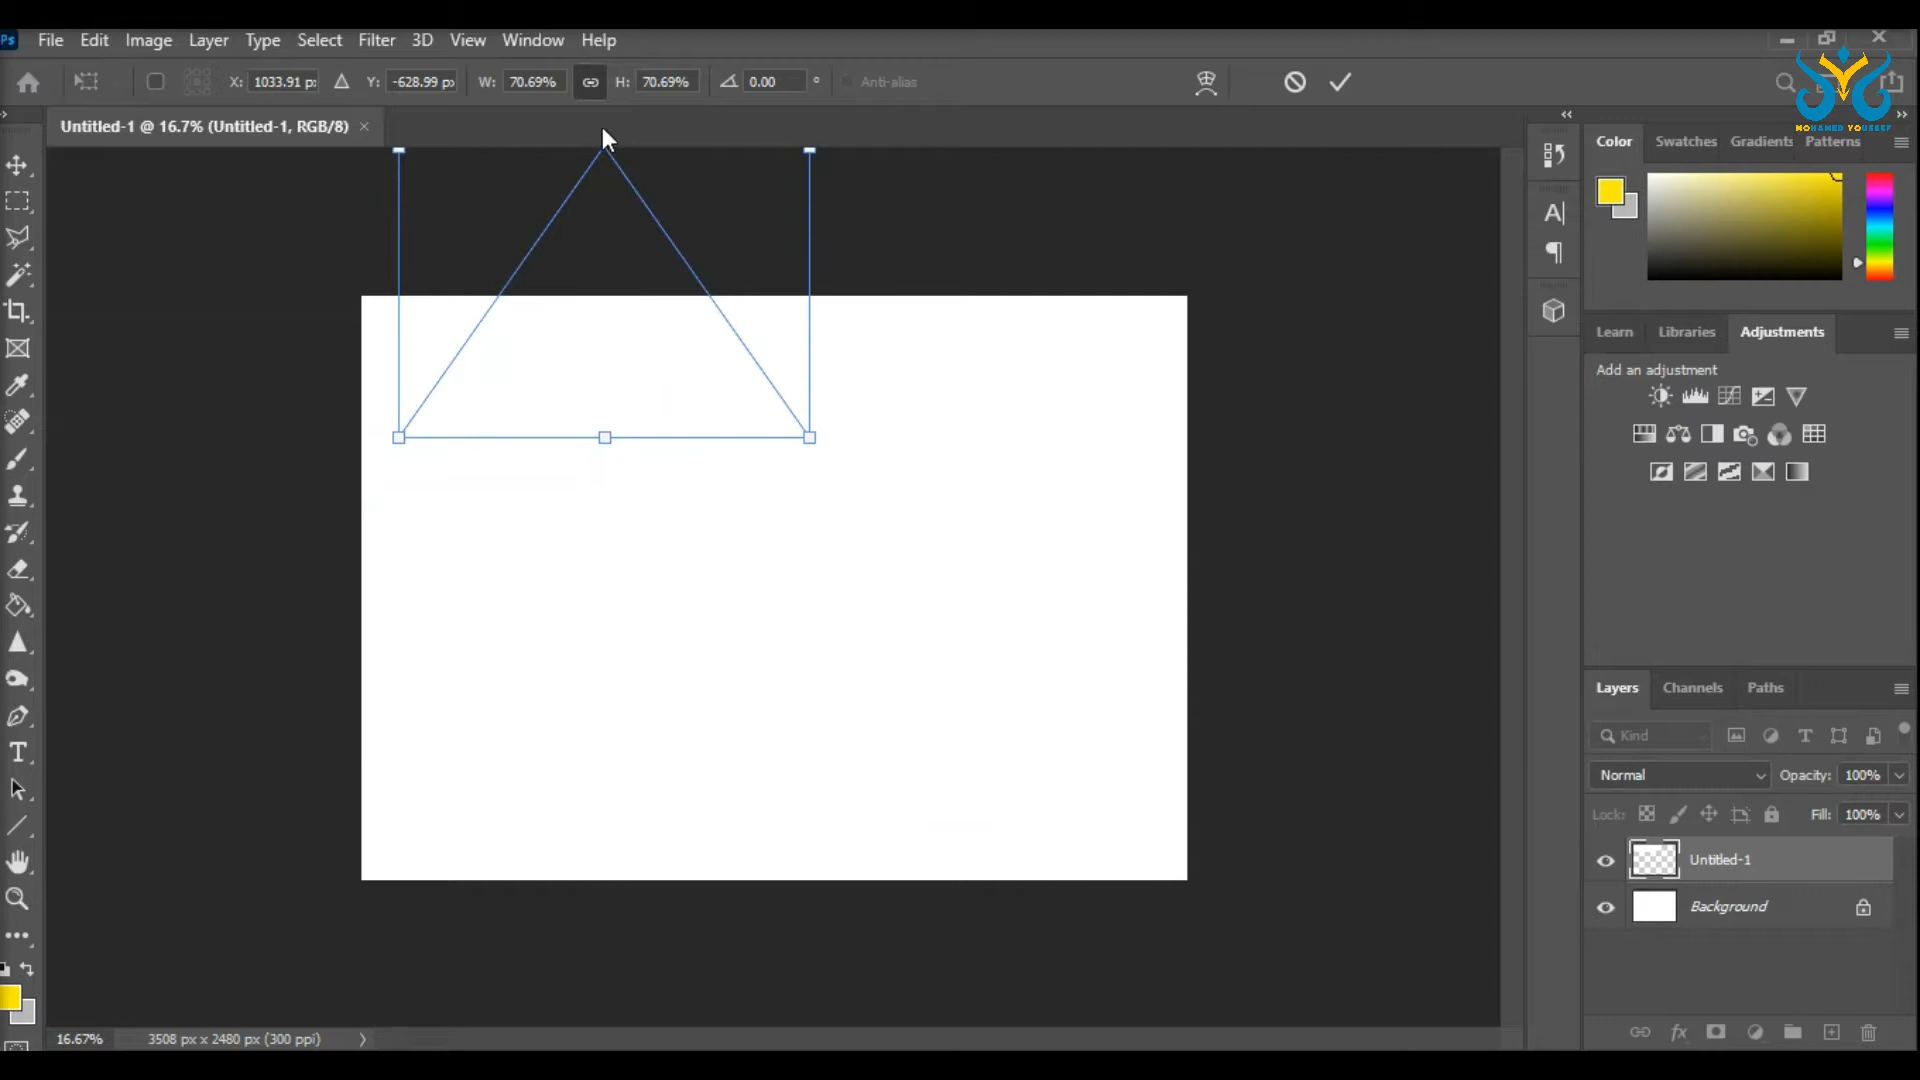 Ps File Edit Image Layer Type Select Filter 3D View Window Help
X: 1033.91 p: Y: -628.99 px W: 70.69% H: 70.69% 0.00 ° Anti-alias
MOHAMED YOUSSEF
Untitled-1 @ 16.7% (Untitled-1, RGB/8) ×
Color Swatches Gradients Patterns
Learn Libraries Adjustments
Add an adjustment
Layers Channels Paths
Kind
Normal Opacity: 100%
Lock: Fill: 100%
Untitled-1
Background
16.67% 3508 px x 2480 px (300 ppi)